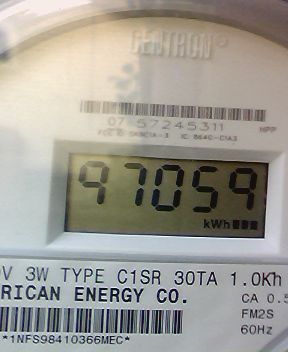 CENTRON®
07 57245311 HPP
97059
kWh
V 3W TYPE C1SR 30TA 1.0Kh
RICAN ENERGY CO. CA 0.5
FM2S
*1NFS98410366MEC* 60Hz